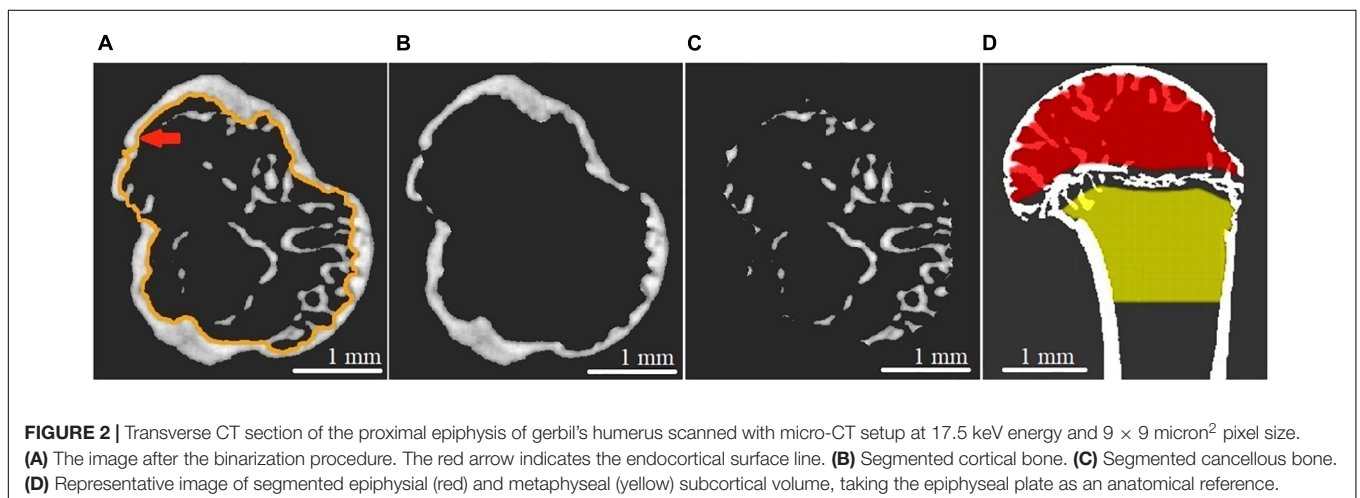 A
B
C
D
1 mm
1 mm
1 mm
1 mm
FIGURE 2 | Transverse CT section of the proximal epiphysis of gerbil's humerus scanned with micro-CT setup at 17.5 keV energy and 9 × 9 micron² pixel size.
(A) The image after the binarization procedure. The red arrow indicates the endocortical surface line. (B) Segmented cortical bone. (C) Segmented cancellous bone.
(D) Representative image of segmented epiphysial (red) and metaphyseal (yellow) subcortical volume, taking the epiphyseal plate as an anatomical reference.